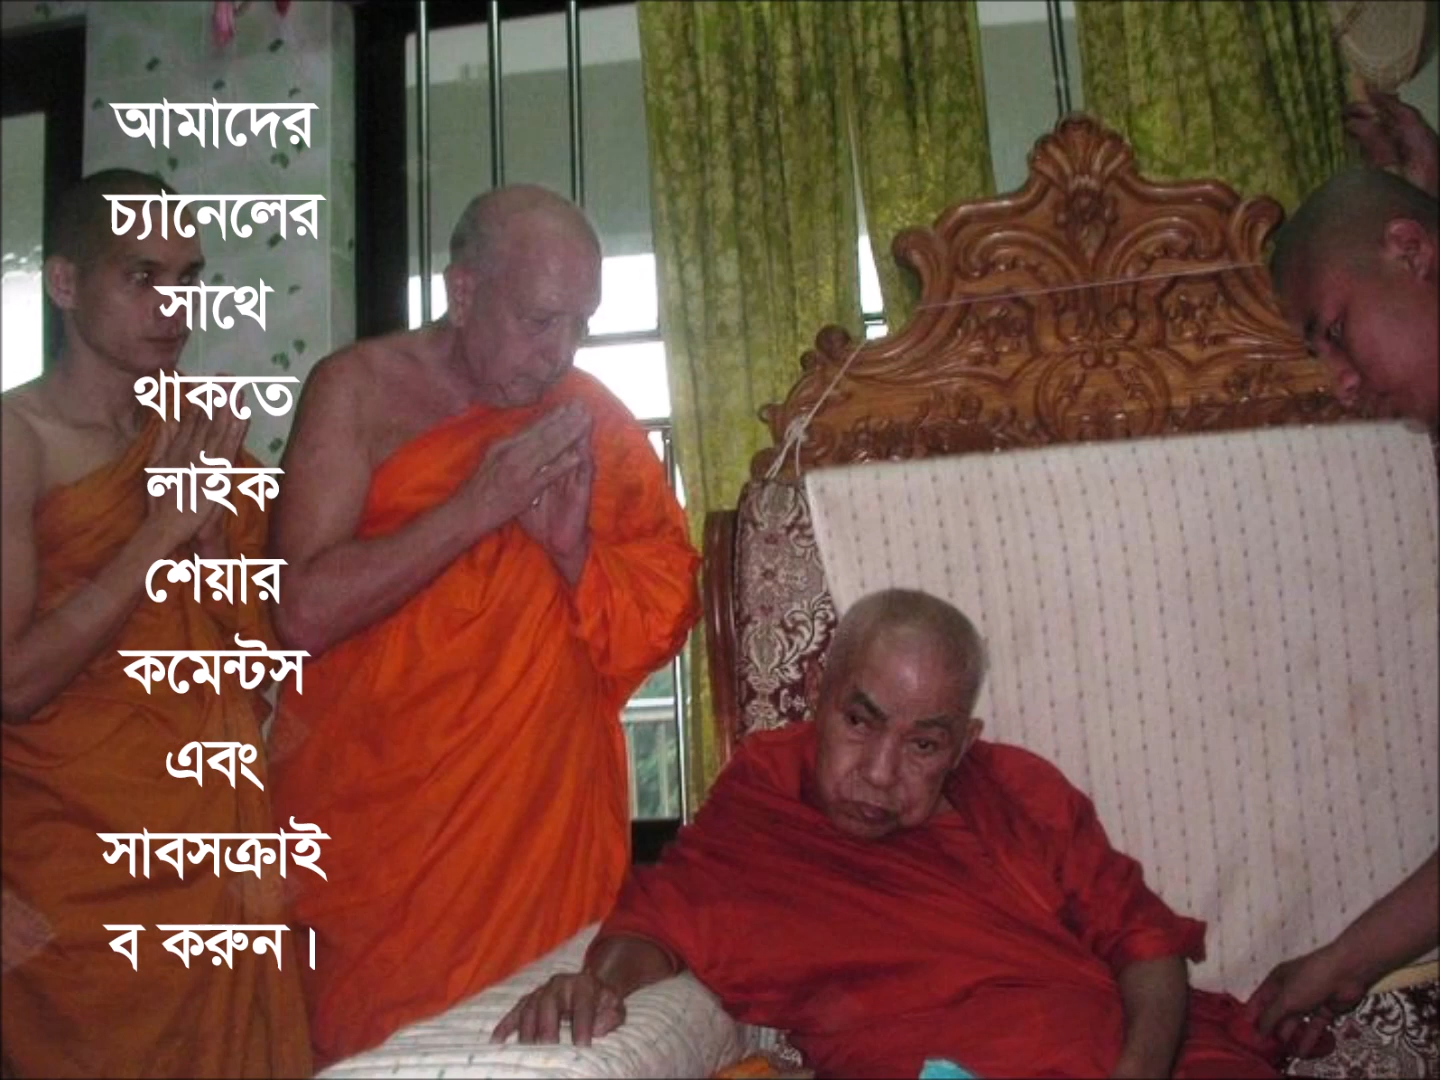 আমাদের
চ্যানেলের
সাথে
থাকতে
লাইক
শেয়ার
কমেন্টস
এবং
সাবসক্রাই
ব করুন।